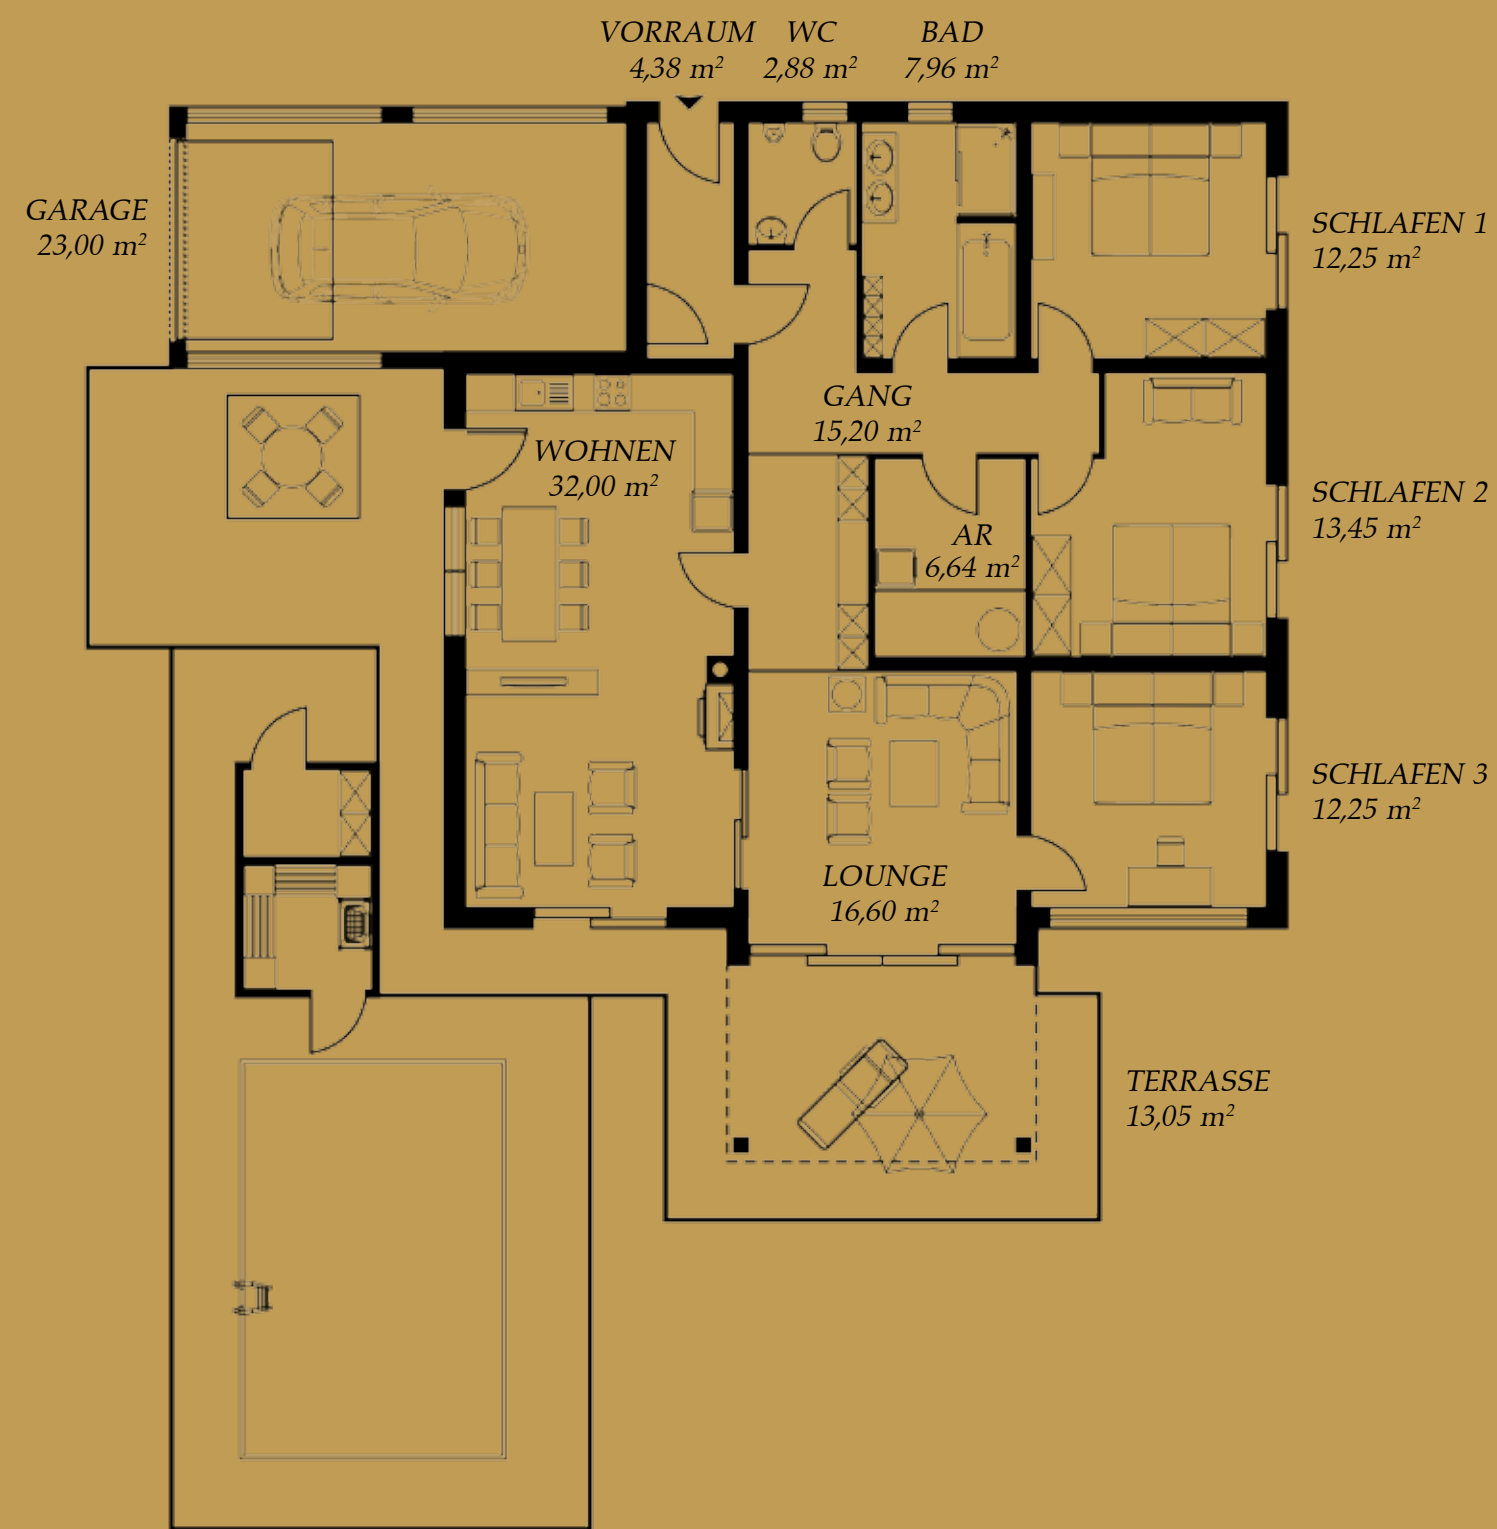 VORRAUM
4,38 m²
WC
2,88 m²
BAD
7,96 m²
GARAGE
23,00 m²
SCHLAFEN 1
12,25 m²
GANG
15,20 m²
WOHNEN
32,00 m²
SCHLAFEN 2
13,45 m²
AR
6,64 m²
SCHLAFEN 3
12,25 m²
LOUNGE
16,60 m²
TERRASSE
13,05 m²